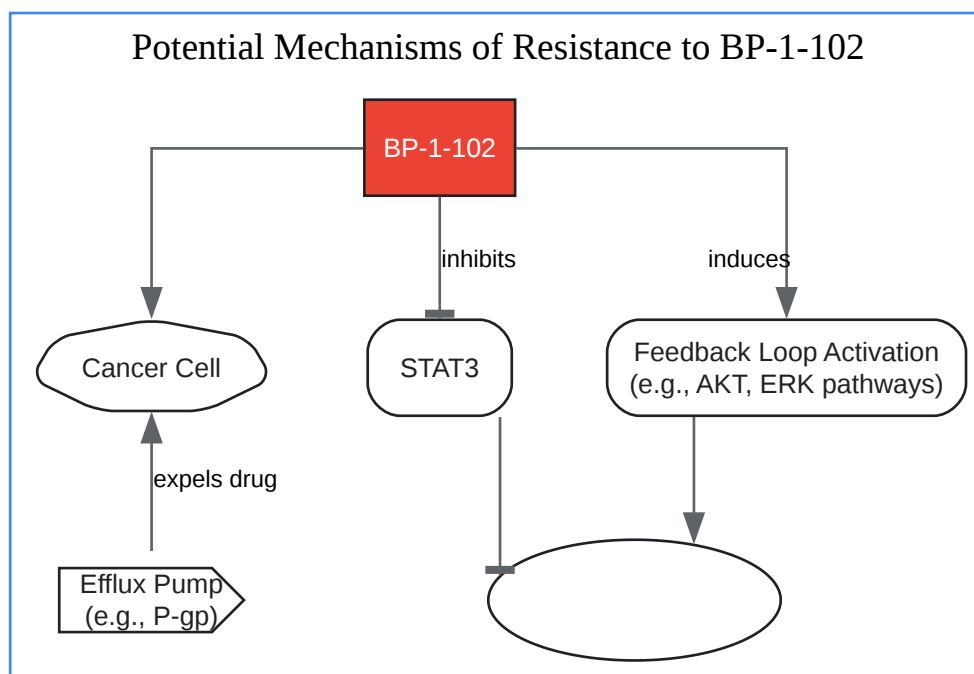 Potential Mechanisms of Resistance to BP-1-102
BP-1-102
inhibits
induces
Cancer Cell
STAT3
Feedback Loop Activation
(e.g., AKT, ERK pathways)
expels drug
Efflux Pump
(e.g., P-gp)